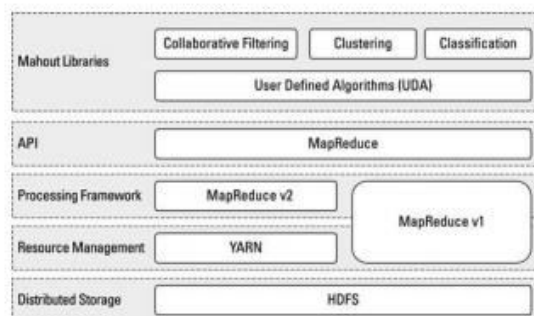 Collaborative Filtering Clustering Classification
Mahout Libraries
User Defined Algorithms (UDA)
API MapReduce
Processing Framework MapReduce v2
MapReduce v1
Resource Management YARN
Distributed Storage HDFS